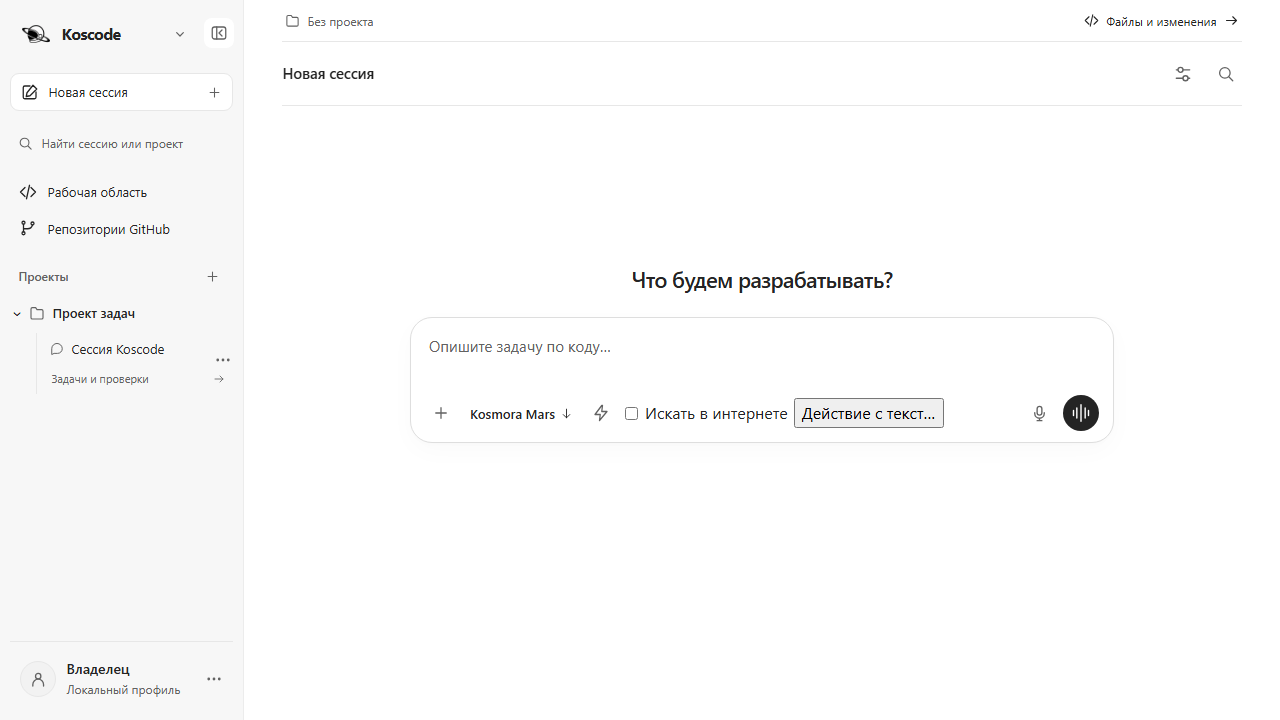 Koscode
Новая сессия
Найти сессию или проект
Рабочая область
Репозитории GitHub
Проекты
Проект задач
Сессия Koscode
Задачи и проверки
Владелец
Локальный профиль
Без проекта
Файлы и изменения
Новая сессия
Что будем разрабатывать?
Опишите задачу по коду...
Kosmora Mars
Искать в интернете
Действие с текст...